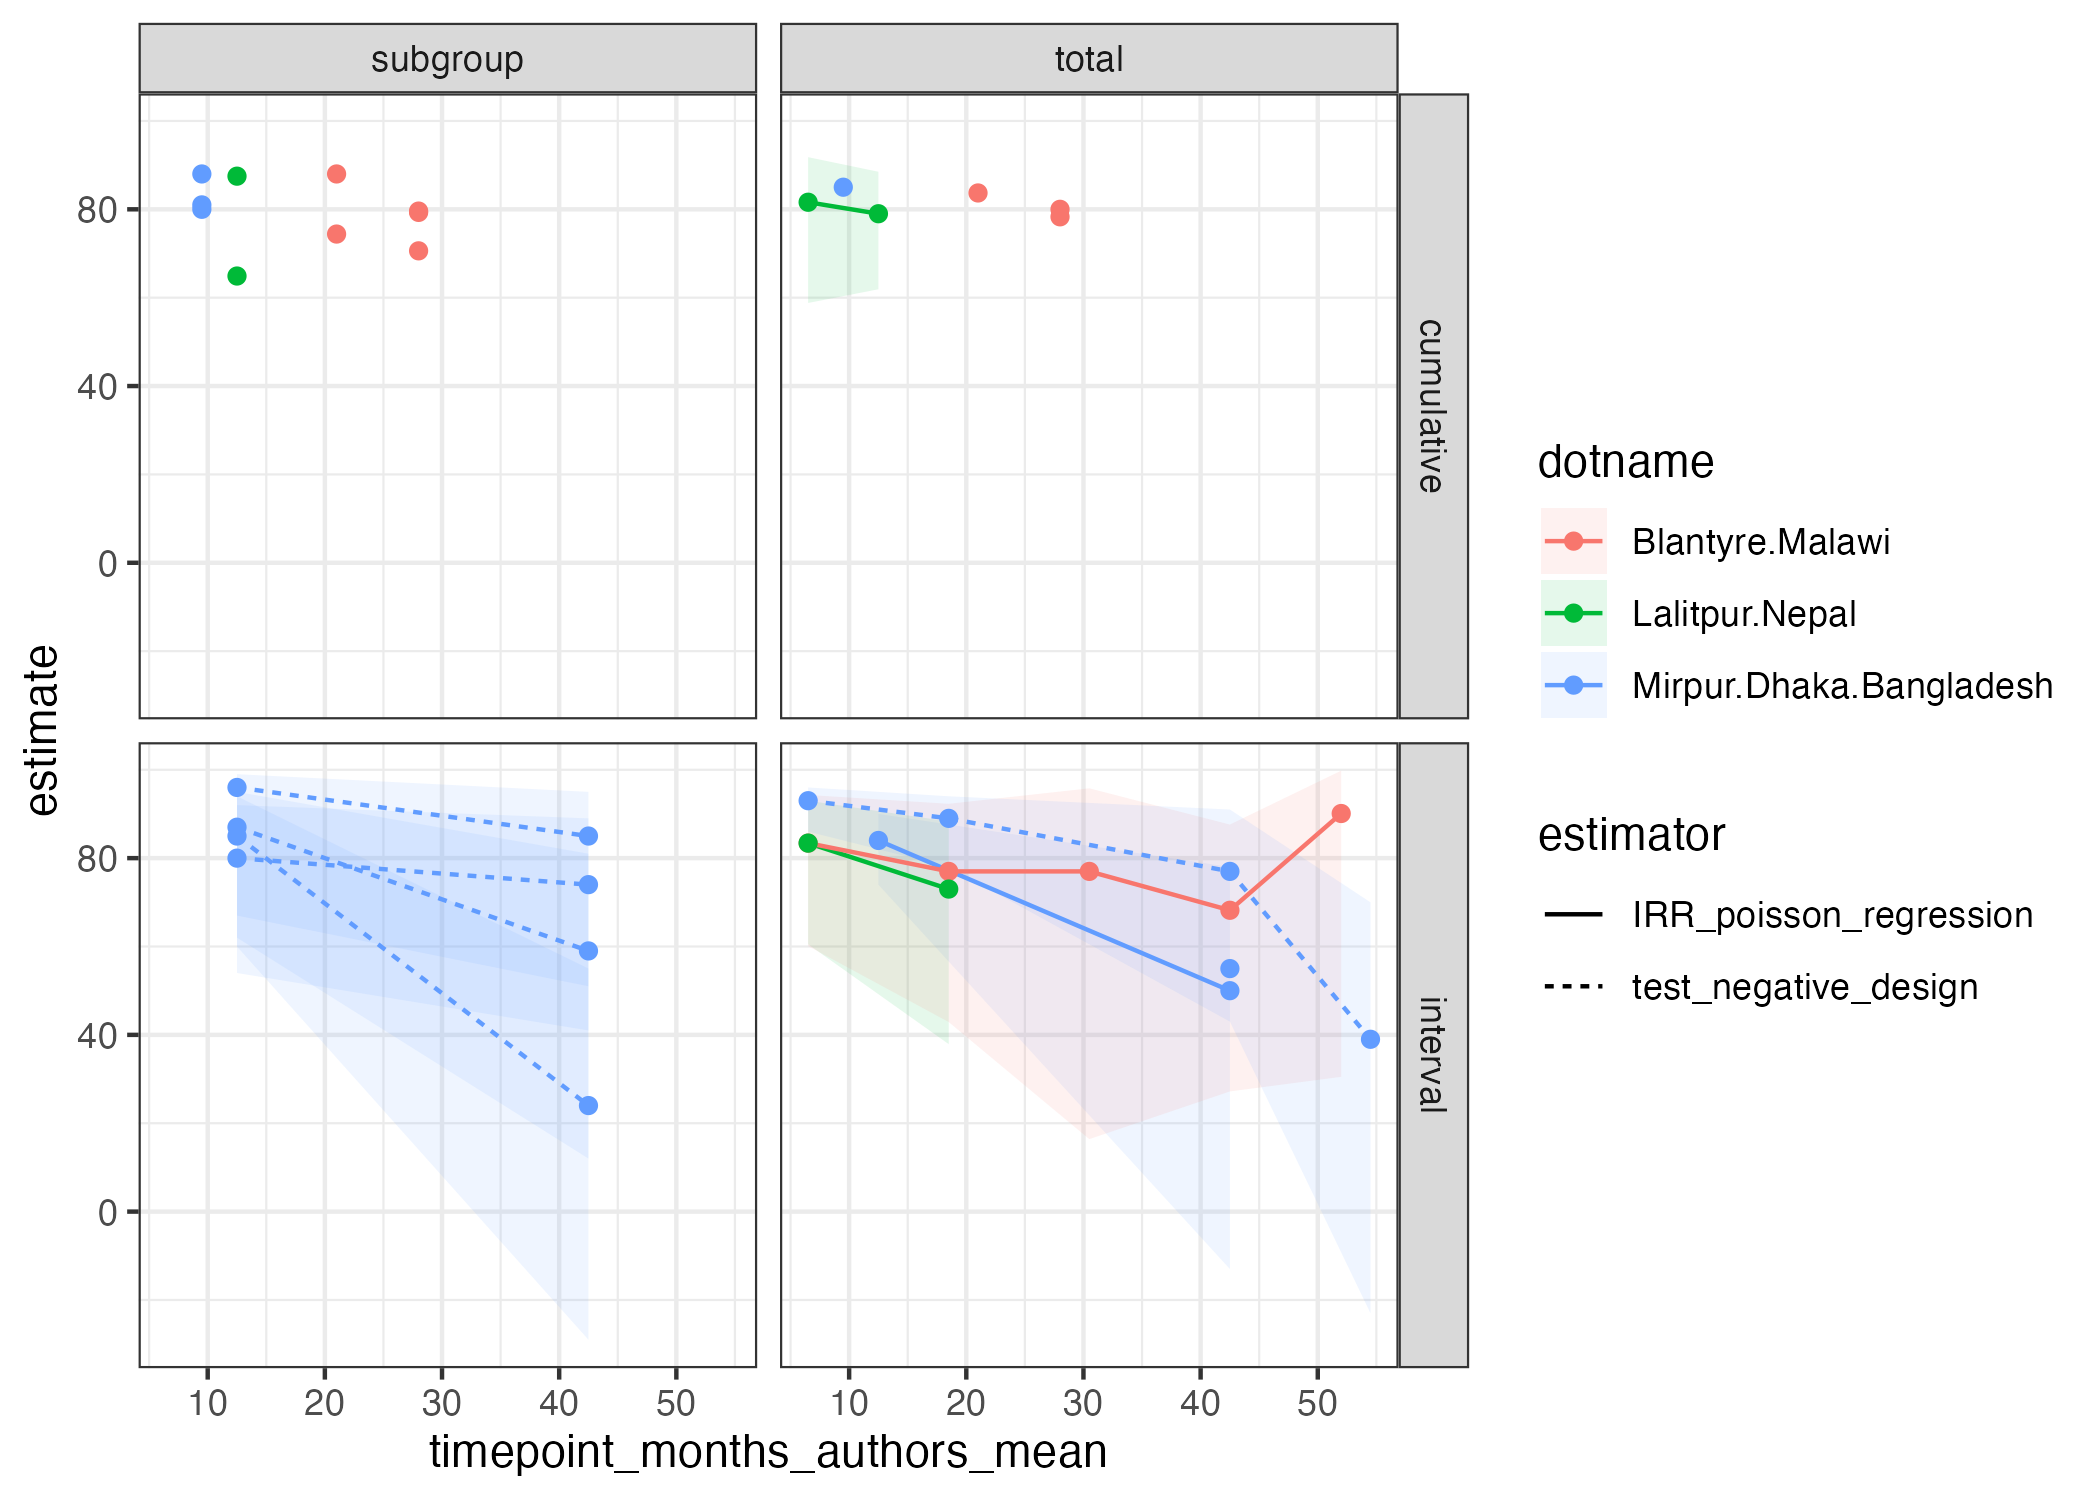 subgroup
total
cumulative
interval
80
40
0
80
40
0
10 20 30 40 50
10 20 30 40 50
timepoint_months_authors_mean
estimate
dotname
Blantyre.Malawi
Lalitpur.Nepal
Mirpur.Dhaka.Bangladesh
estimator
IRR_poisson_regression
test_negative_design